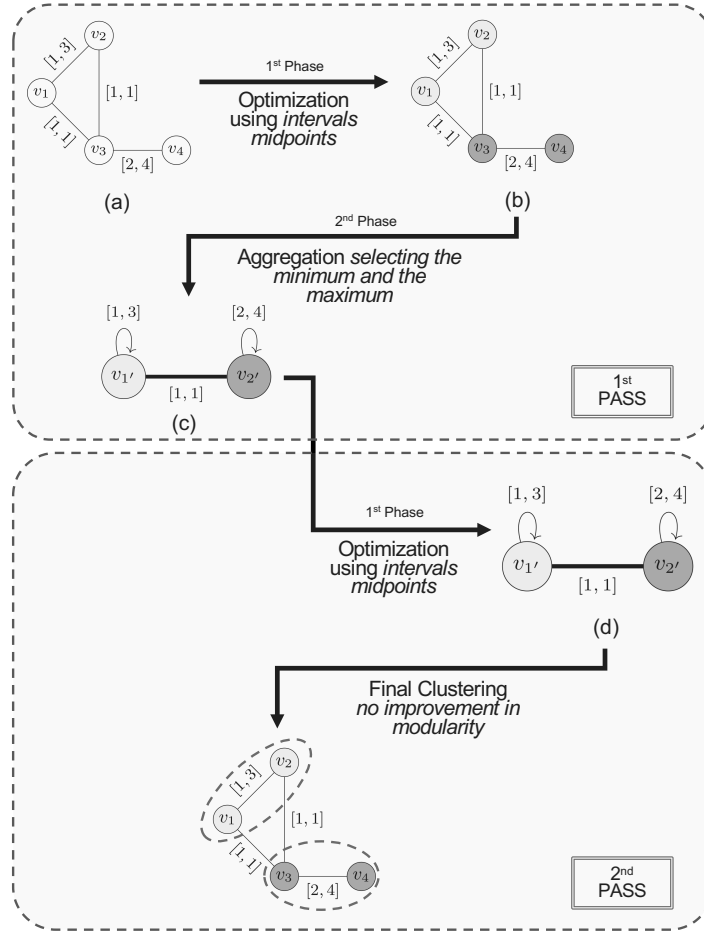 v2
[1, 3]
v1
[1, 1]
[1, 1]
v3
v4
[2, 4]
(a)
1st Phase
Optimization
using intervals
midpoints
v2
[1, 3]
v1
[1, 1]
[1, 1]
v3
v4
[2, 4]
(b)
2nd Phase
Aggregation selecting the
minimum and the
maximum
[1, 3]
[2, 4]
v1′
v2′
[1, 1]
(c)
1st
PASS
1st Phase
Optimization
using intervals
midpoints
[1, 3]
[2, 4]
v1′
v2′
[1, 1]
(d)
Final Clustering
no improvement in
modularity
v2
[1, 3]
v1
[1, 1]
[1, 1]
v3
v4
[2, 4]
2nd
PASS